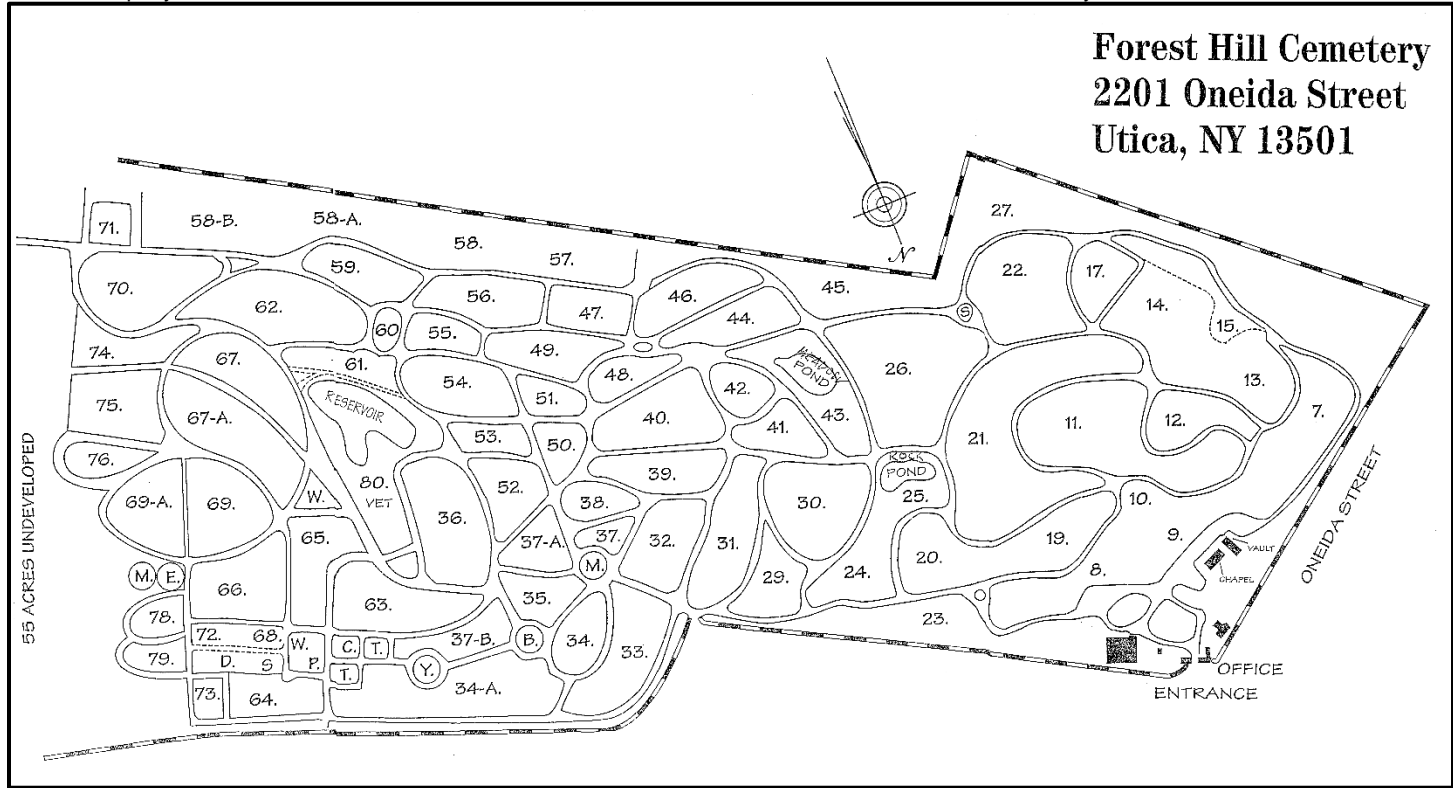 Forest Hill Cemetery
2201 Oneida Street
Utica, NY 13501
27.
71.
58-B.
58-A.
58.
57.
N
45.
22.
17.
14.
15.
70.
59.
62.
56.
47.
46.
44.
S
60
55.
49.
MEADOW
POND
26.
13.
7.
74.
67.
61.
54.
48.
42.
43.
11.
12.
75.
67-A.
RESERVOIR
51.
40.
41.
21.
76.
53.
50.
39.
ROCK
POND
25.
10.
69-A.
69.
W.
80.
VET
36.
52.
38.
30.
9.
65.
37-A.
37.
32.
31.
20.
19.
8.
VAULT
CHAPEL
ONEIDA STREET
55 ACRES UNDEVELOPED
M.
E.
66.
63.
35.
M.
29.
24.
23.
78.
72.
68.
W.
C.
T.
37-B.
B.
34.
33.
79.
D.
S
P.
T.
Y.
34-A.
73.
64.
OFFICE
ENTRANCE